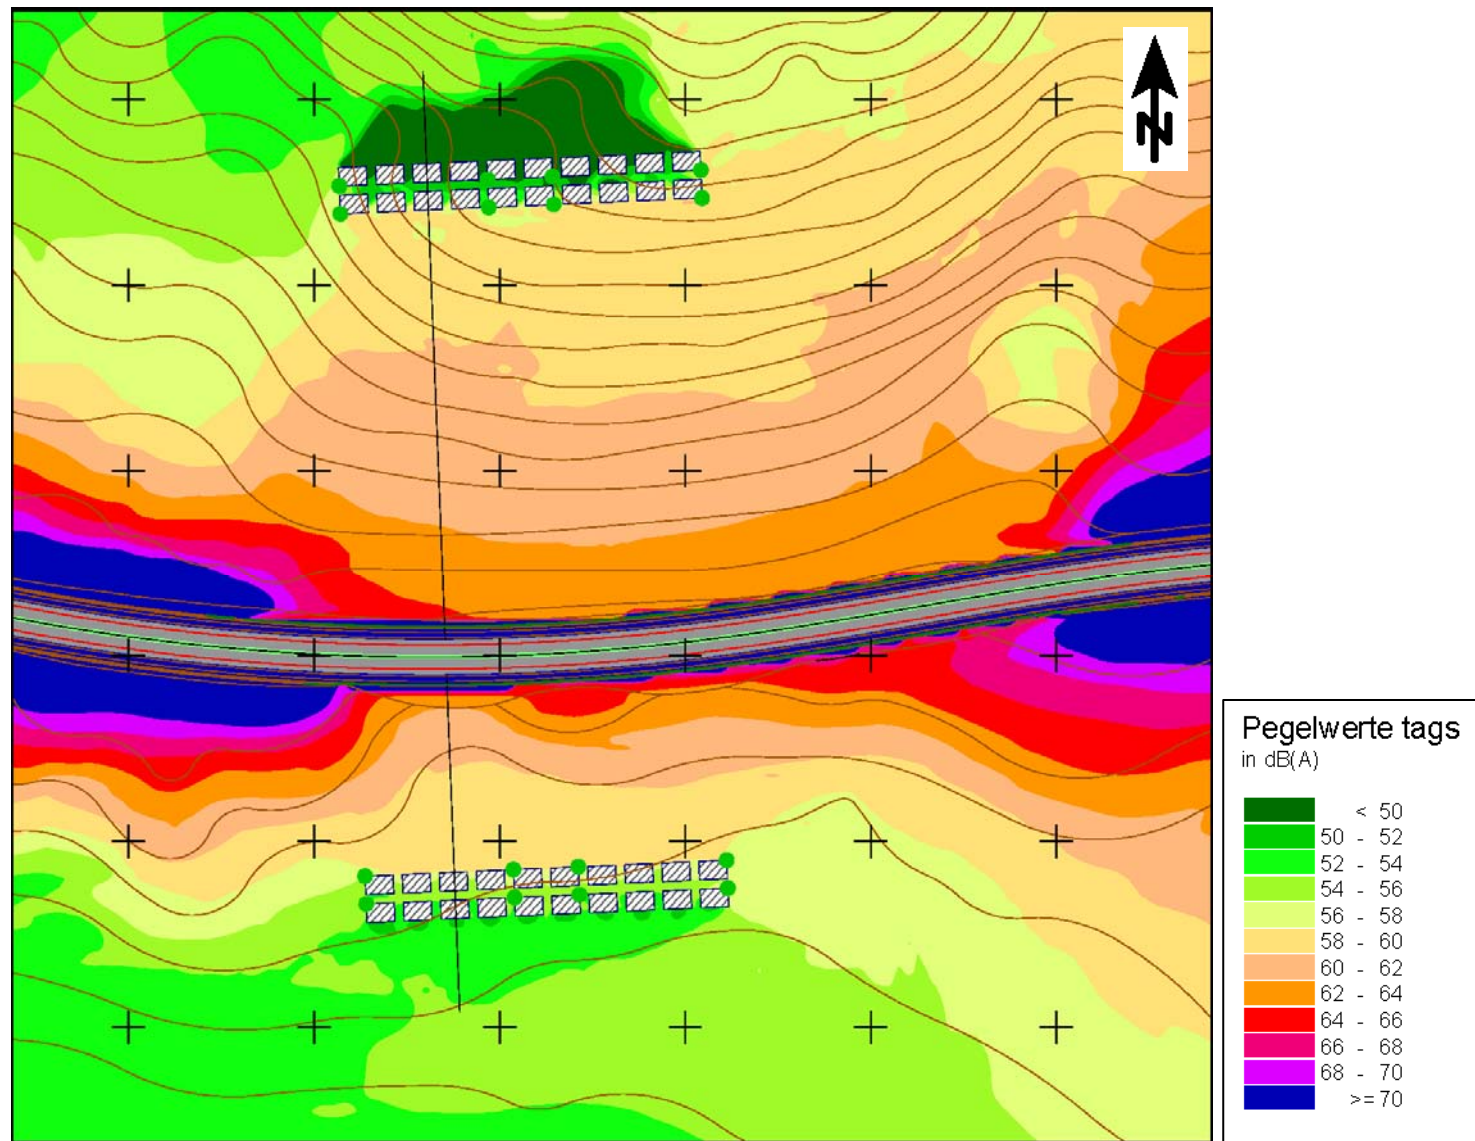 N
Pegelwerte tags
in dB(A)
< 50
50 - 52
52 - 54
54 - 56
56 - 58
58 - 60
60 - 62
62 - 64
64 - 66
66 - 68
68 - 70
>= 70